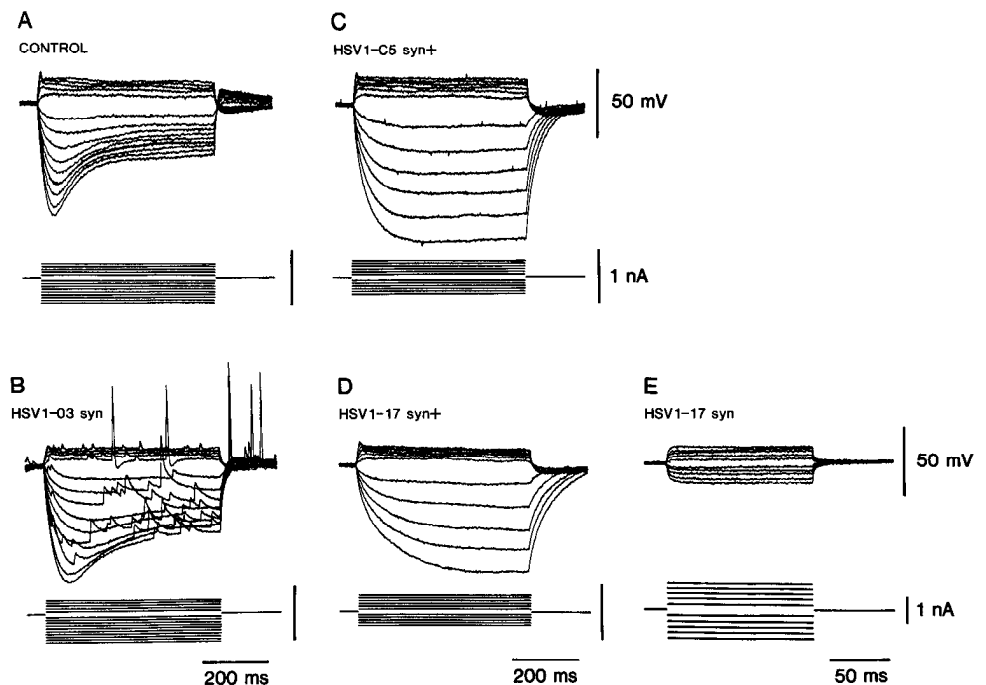 A
CONTROL
C
HSV1-C5 syn+
50 mV
1 nA
B
HSV1-03 syn
D
HSV1-17 syn+
E
HSV1-17 syn
50 mV
1 nA
200 ms
200 ms
50 ms